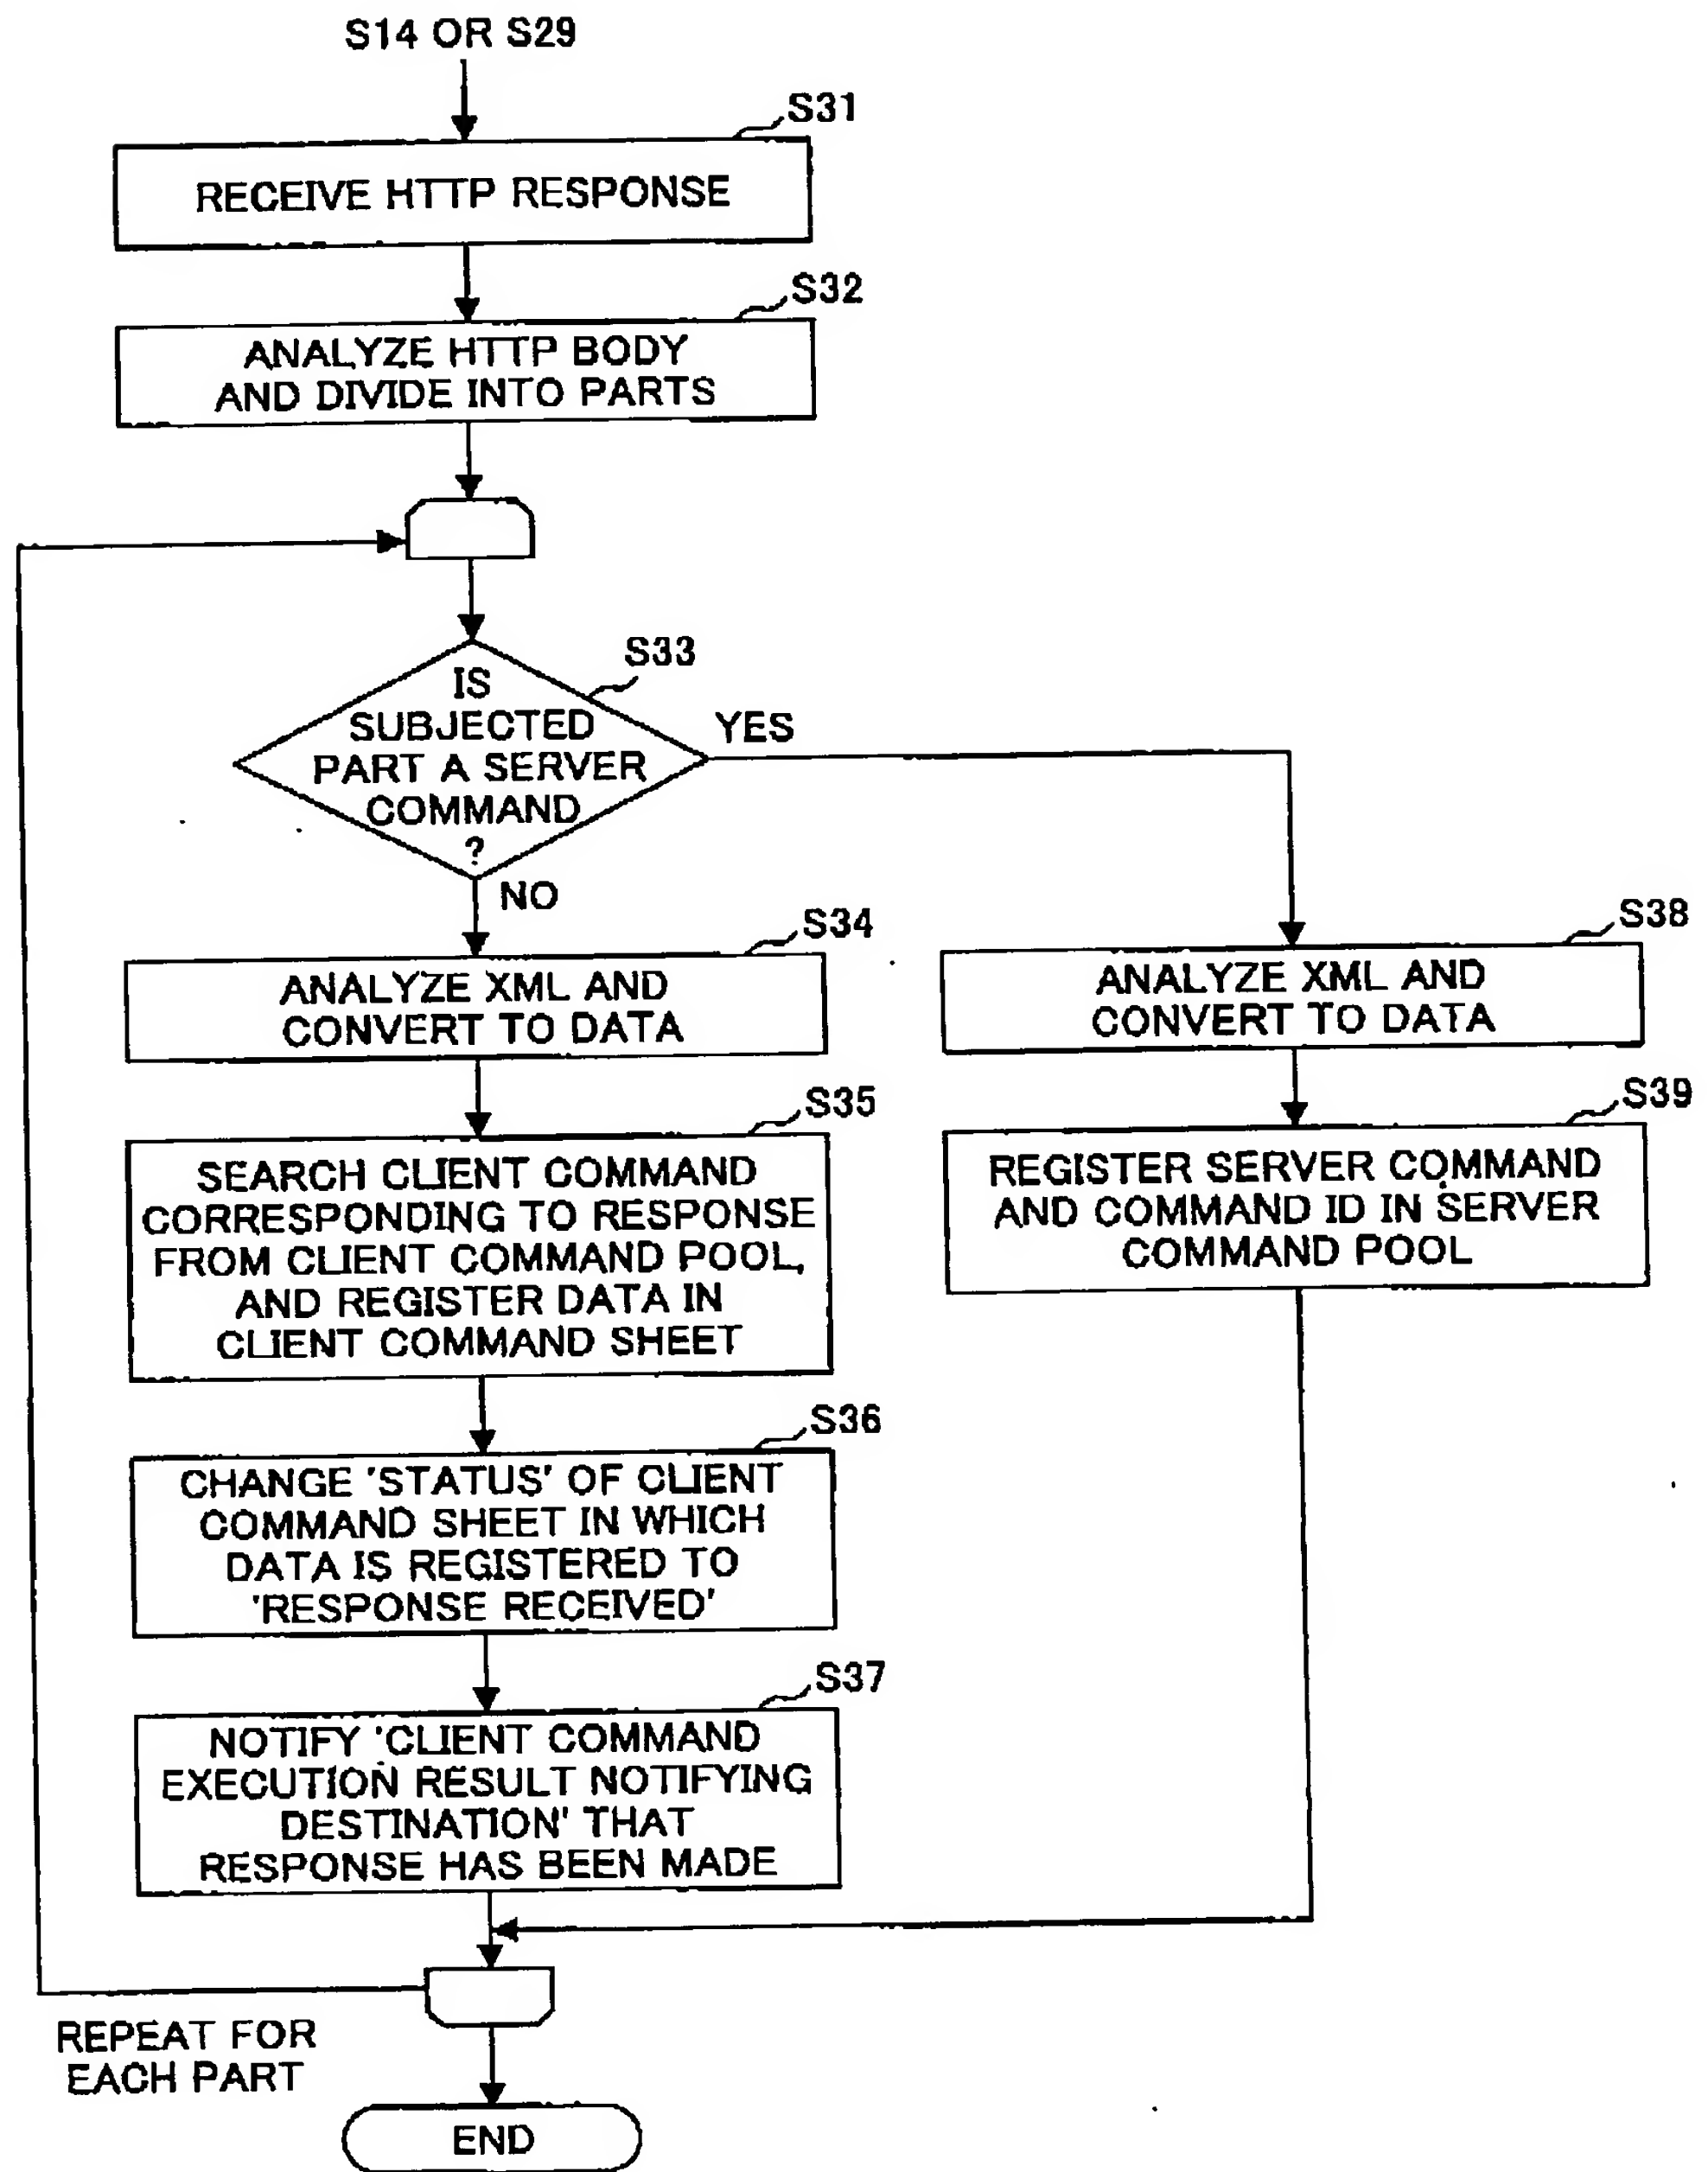 S14 OR S29
S31
RECEIVE HTTP RESPONSE
S32
ANALYZE HTTP BODY
AND DIVIDE INTO PARTS
S33
IS
SUBJECTED
PART A SERVER
COMMAND
?
YES
NO
S34
ANALYZE XML AND
CONVERT TO DATA
S38
ANALYZE XML AND
CONVERT TO DATA
S35
SEARCH CLIENT COMMAND
CORRESPONDING TO RESPONSE
FROM CLIENT COMMAND POOL,
AND REGISTER DATA IN
CLIENT COMMAND SHEET
S39
REGISTER SERVER COMMAND
AND COMMAND ID IN SERVER
COMMAND POOL
S36
CHANGE 'STATUS' OF CLIENT
COMMAND SHEET IN WHICH
DATA IS REGISTERED TO
'RESPONSE RECEIVED'
S37
NOTIFY 'CLIENT COMMAND
EXECUTION RESULT NOTIFYING
DESTINATION' THAT
RESPONSE HAS BEEN MADE
REPEAT FOR
EACH PART
END